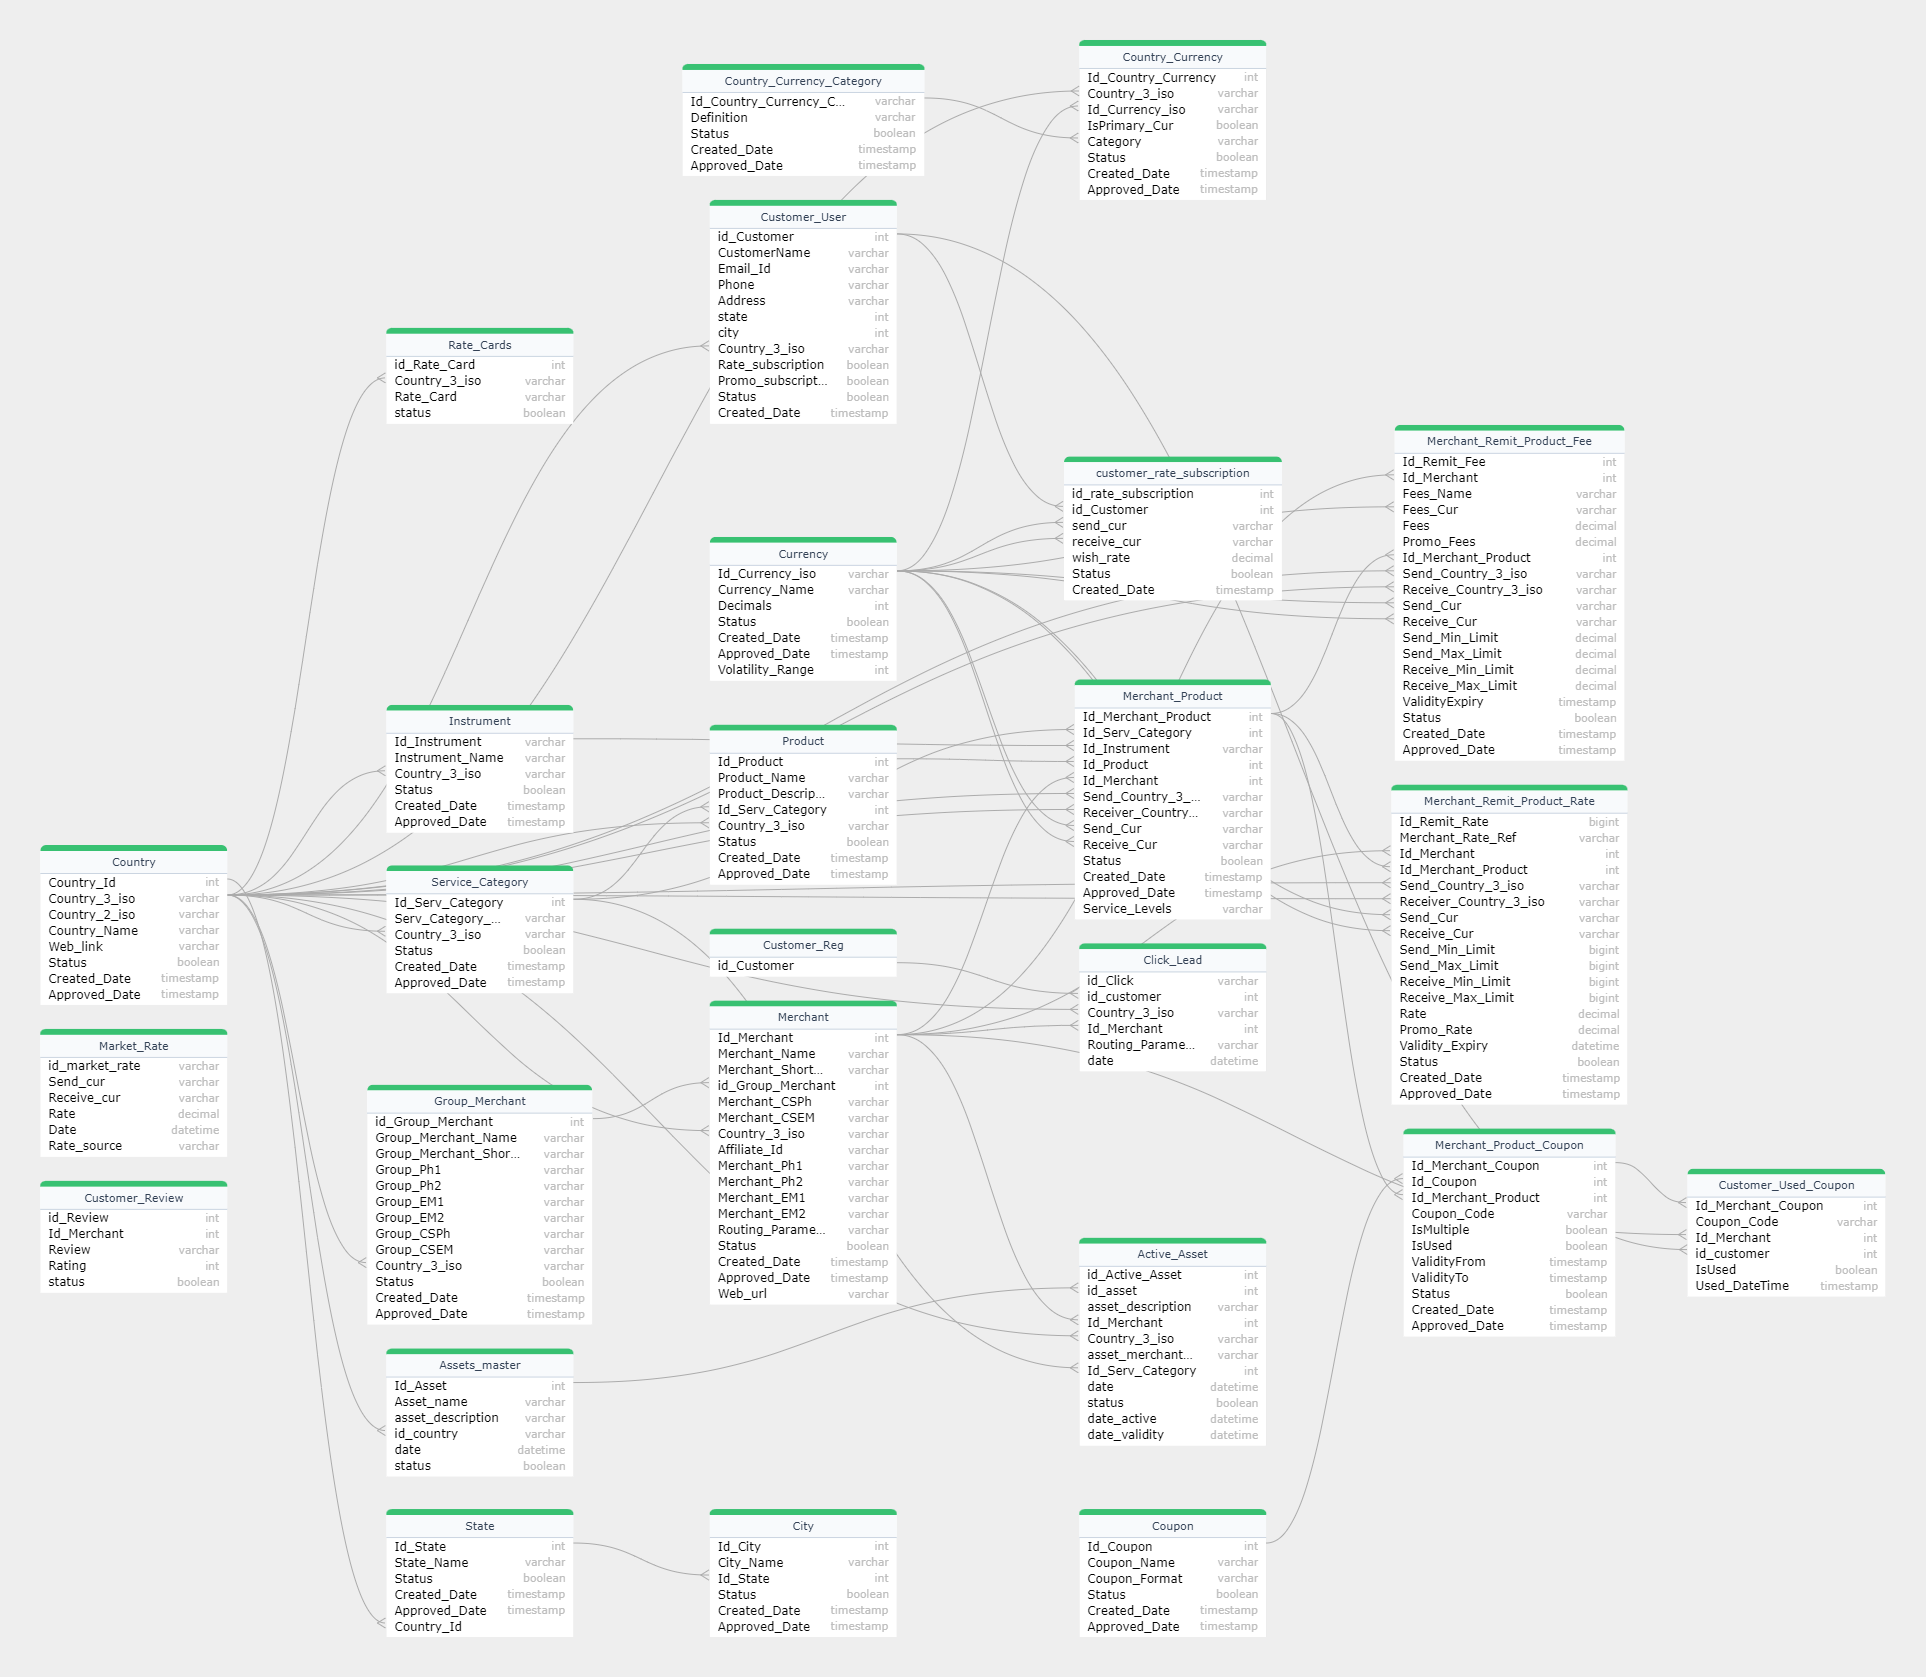 Country_Currency_Category
Id_Country_Currency_C... varchar
Definition varchar
Status boolean
Created_Date timestamp
Approved_Date timestamp
Country_Currency
Id_Country_Currency int
Country_3_iso varchar
Id_Currency_iso varchar
IsPrimary_Cur boolean
Category varchar
Status boolean
Created_Date timestamp
Approved_Date timestamp
Customer_User
id_Customer int
CustomerName varchar
Email_Id varchar
Phone varchar
Address varchar
state int
city int
Country_3_iso varchar
Rate_subscription boolean
Promo_subscript... boolean
Status boolean
Created_Date timestamp
Rate_Cards
id_Rate_Card int
Country_3_iso varchar
Rate_Card varchar
status boolean
customer_rate_subscription
id_rate_subscription int
id_Customer int
send_cur varchar
receive_cur varchar
wish_rate decimal
Status boolean
Created_Date timestamp
Merchant_Remit_Product_Fee
Id_Remit_Fee int
Id_Merchant int
Fees_Name varchar
Fees_Cur varchar
Fees decimal
Promo_Fees decimal
Id_Merchant_Product int
Send_Country_3_iso varchar
Receive_Country_3_iso varchar
Send_Cur varchar
Receive_Cur varchar
Send_Min_Limit decimal
Send_Max_Limit decimal
Receive_Min_Limit decimal
Receive_Max_Limit decimal
ValidityExpiry timestamp
Status boolean
Created_Date timestamp
Approved_Date timestamp
Currency
Id_Currency_iso varchar
Currency_Name varchar
Decimals int
Status boolean
Created_Date timestamp
Approved_Date timestamp
Volatility_Range int
Instrument
Id_Instrument varchar
Instrument_Name varchar
Country_3_iso varchar
Status boolean
Created_Date timestamp
Approved_Date timestamp
Product
Id_Product int
Product_Name varchar
Product_Descrip... varchar
Id_Serv_Category int
Country_3_iso varchar
Status boolean
Created_Date timestamp
Approved_Date timestamp
Merchant_Product
Id_Merchant_Product int
Id_Serv_Category int
Id_Instrument varchar
Id_Product int
Id_Merchant int
Send_Country_3_... varchar
Receiver_Country... varchar
Send_Cur varchar
Receive_Cur varchar
Status boolean
Created_Date timestamp
Approved_Date timestamp
Service_Levels varchar
Merchant_Remit_Product_Rate
Id_Remit_Rate bigint
Merchant_Rate_Ref varchar
Id_Merchant int
Id_Merchant_Product int
Send_Country_3_iso varchar
Receiver_Country_3_iso varchar
Send_Cur varchar
Receive_Cur varchar
Send_Min_Limit bigint
Send_Max_Limit bigint
Receive_Min_Limit bigint
Receive_Max_Limit bigint
Rate decimal
Promo_Rate decimal
Validity_Expiry datetime
Status boolean
Created_Date timestamp
Approved_Date timestamp
Country
Country_Id int
Country_3_iso varchar
Country_2_iso varchar
Country_Name varchar
Web_link varchar
Status boolean
Created_Date timestamp
Approved_Date timestamp
Service_Category
Id_Serv_Category int
Serv_Category_... varchar
Country_3_iso varchar
Status boolean
Created_Date timestamp
Approved_Date timestamp
Customer_Reg
id_Customer
Click_Lead
id_Click varchar
id_customer int
Country_3_iso varchar
Id_Merchant int
Routing_Parame... varchar
date datetime
Merchant
Id_Merchant int
Merchant_Name varchar
Merchant_Short... varchar
id_Group_Merchant int
Merchant_CSPh varchar
Merchant_CSEM varchar
Country_3_iso varchar
Affiliate_Id varchar
Merchant_Ph1 varchar
Merchant_Ph2 varchar
Merchant_EM1 varchar
Merchant_EM2 varchar
Routing_Parame... varchar
Status boolean
Created_Date timestamp
Approved_Date timestamp
Web_url varchar
Market_Rate
id_market_rate varchar
Send_cur varchar
Receive_cur varchar
Rate decimal
Date datetime
Rate_source varchar
Group_Merchant
id_Group_Merchant int
Group_Merchant_Name varchar
Group_Merchant_Shor... varchar
Group_Ph1 varchar
Group_Ph2 varchar
Group_EM1 varchar
Group_EM2 varchar
Group_CSPh varchar
Group_CSEM varchar
Country_3_iso varchar
Status boolean
Created_Date timestamp
Approved_Date timestamp
Merchant_Product_Coupon
Id_Merchant_Coupon int
Id_Coupon int
Id_Merchant_Product int
Coupon_Code varchar
IsMultiple boolean
IsUsed boolean
ValidityFrom timestamp
ValidityTo timestamp
Status boolean
Created_Date timestamp
Approved_Date timestamp
Customer_Used_Coupon
Id_Merchant_Coupon int
Coupon_Code varchar
Id_Merchant int
id_customer int
IsUsed boolean
Used_DateTime timestamp
Customer_Review
id_Review int
Id_Merchant int
Review varchar
Rating int
status boolean
Active_Asset
id_Active_Asset int
id_asset int
asset_description varchar
Id_Merchant int
Country_3_iso varchar
asset_merchant... varchar
Id_Serv_Category int
date datetime
status boolean
date_active datetime
date_validity datetime
Assets_master
Id_Asset int
Asset_name varchar
asset_description varchar
id_country varchar
date datetime
status boolean
State
Id_State int
State_Name varchar
Status boolean
Created_Date timestamp
Approved_Date timestamp
Country_Id
City
Id_City int
City_Name varchar
Id_State int
Status boolean
Created_Date timestamp
Approved_Date timestamp
Coupon
Id_Coupon int
Coupon_Name varchar
Coupon_Format varchar
Status boolean
Created_Date timestamp
Approved_Date timestamp